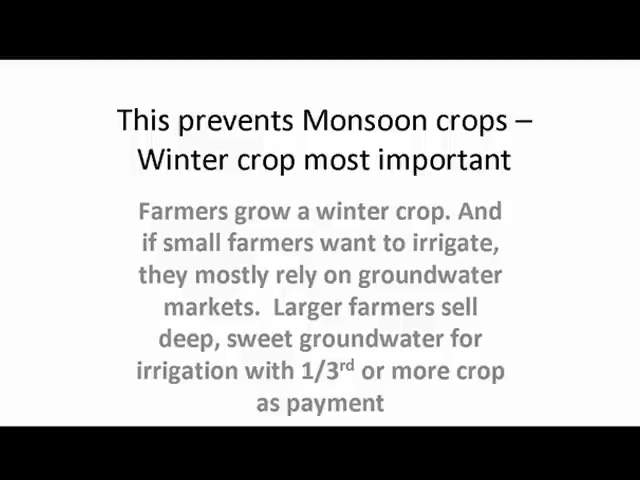 This prevents Monsoon crops –
Winter crop most important
Farmers grow a winter crop. And
if small farmers want to irrigate,
they mostly rely on groundwater
markets.  Larger farmers sell
deep, sweet groundwater for
irrigation with 1/3rd or more crop
as payment